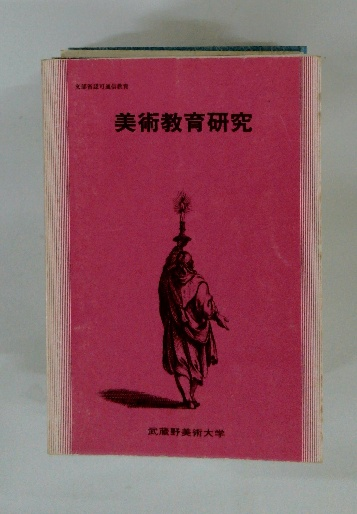 文部省認可通信教育
美術教育研究
武蔵野美術大学